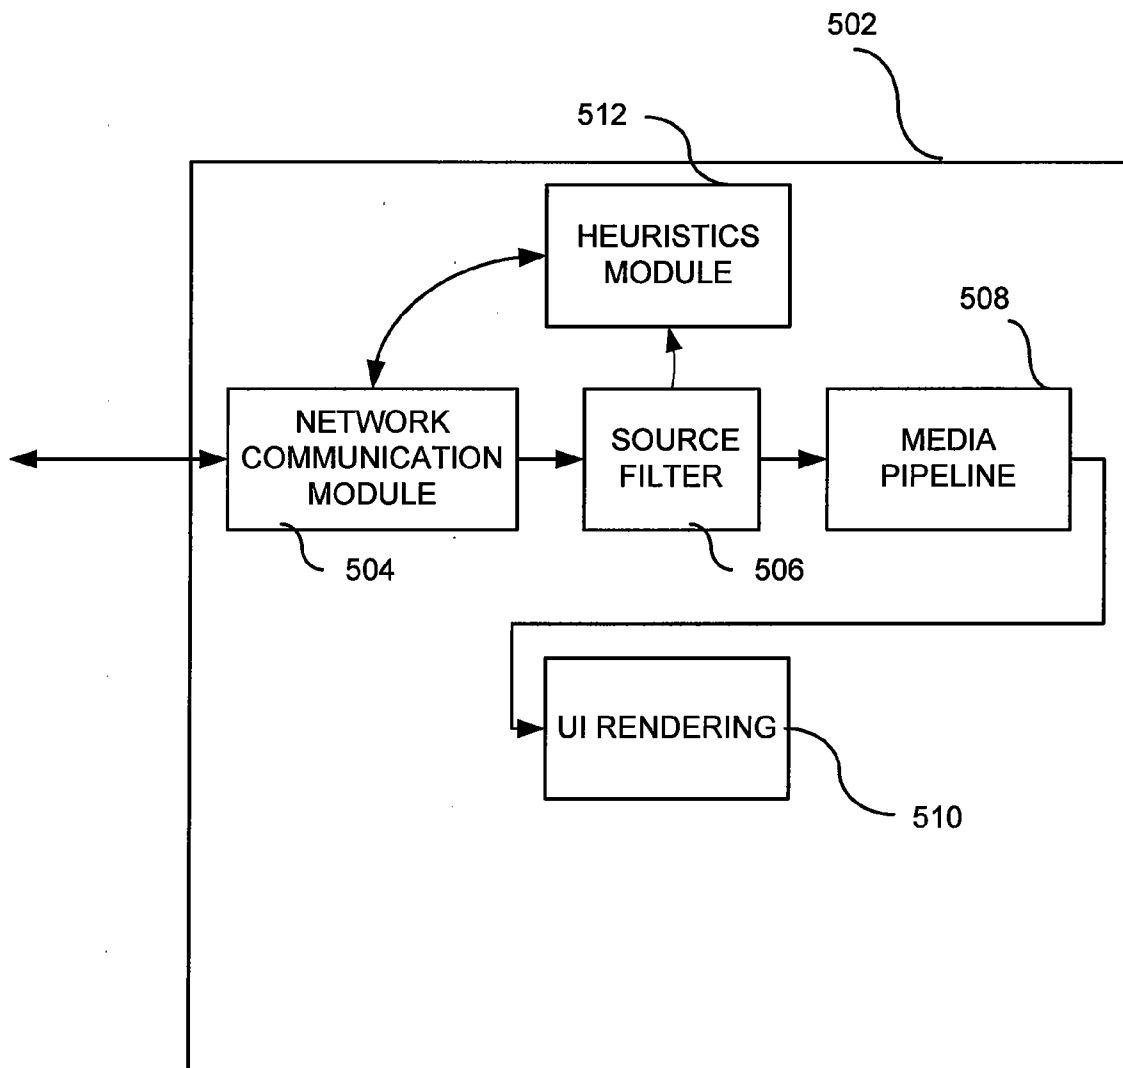 502
512
HEURISTICS
MODULE
508
NETWORK
COMMUNICATION
MODULE
SOURCE
FILTER
MEDIA
PIPELINE
504
506
UI RENDERING
510